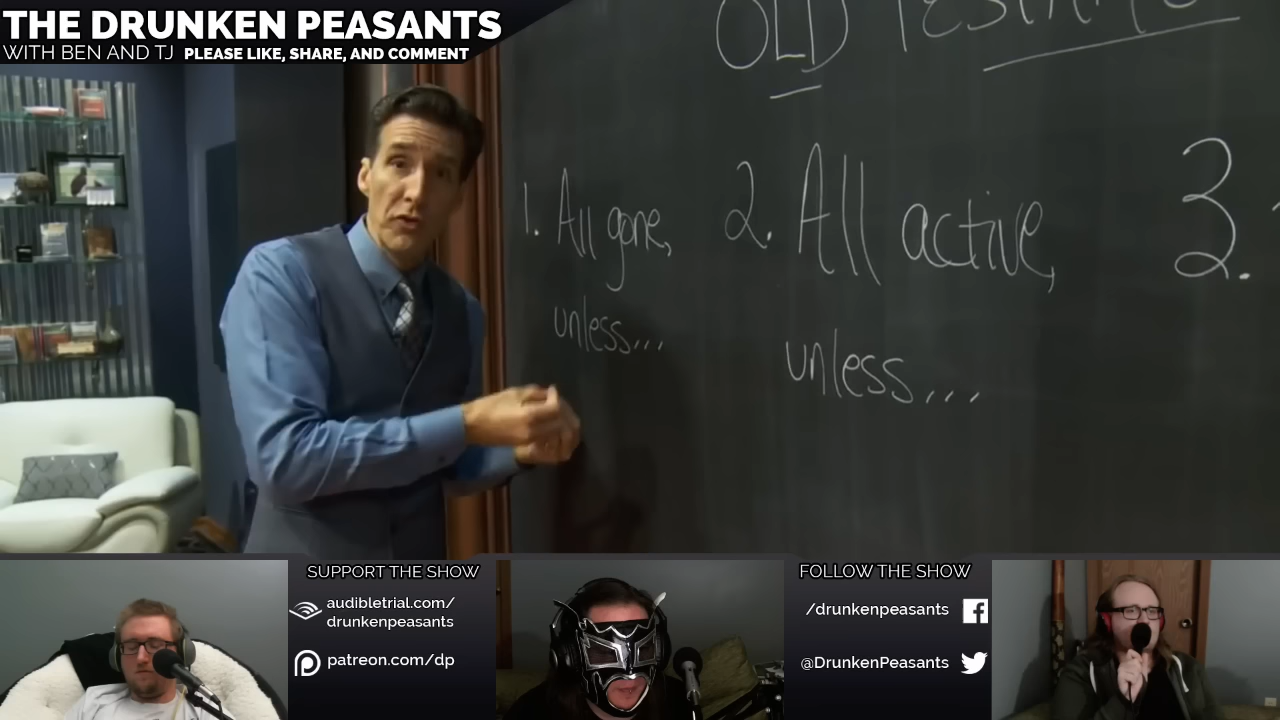 THE DRUNKEN PEASANTS
WITH BEN AND TJ PLEASE LIKE, SHARE, AND COMMENT
OLD
1. All gone,
unless...
2. All active,
unless...
3.
SUPPORT THE SHOW
audibletrial.com/
drunkenpeasants
patreon.com/dp
FOLLOW THE SHOW
/drunkenpeasants
@DrunkenPeasants